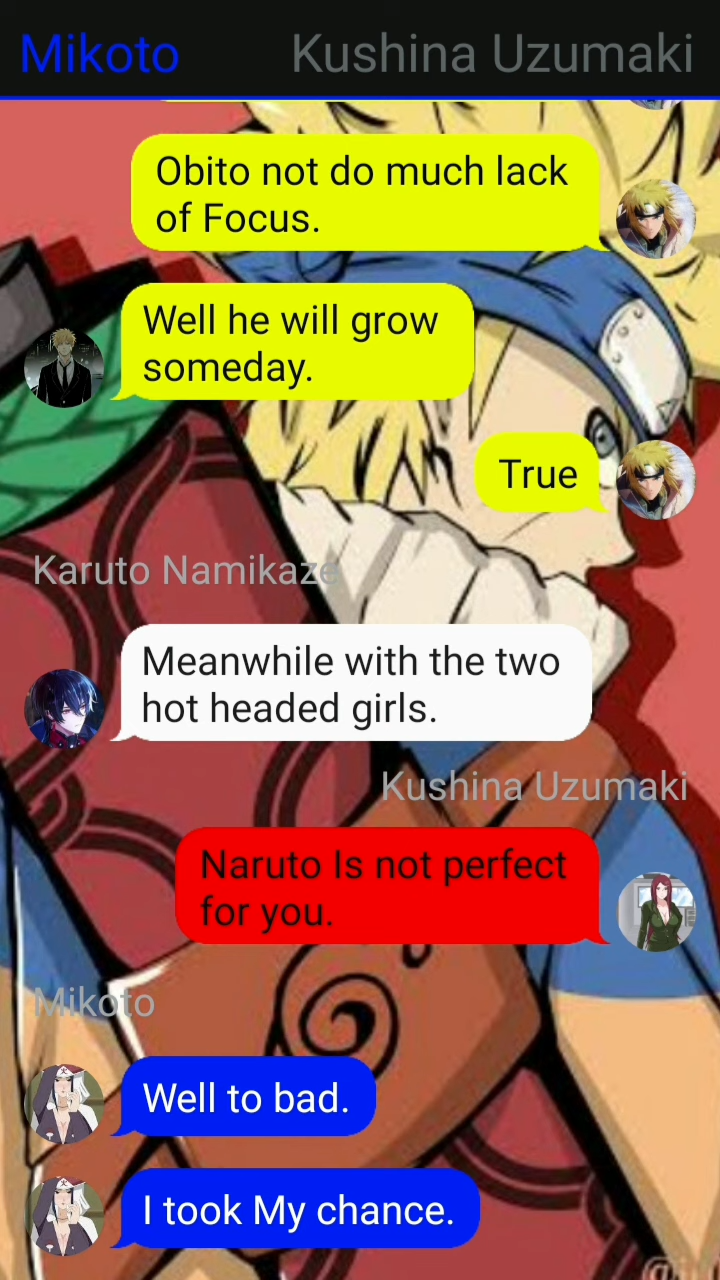 Mikoto Kushina Uzumaki
Obito not do much lack
of Focus.
Well he will grow
someday.
True
Karuto Namikaze
Meanwhile with the two
hot headed girls.
Kushina Uzumaki
Naruto Is not perfect
for you.
Mikoto
Well to bad.
I took My chance.